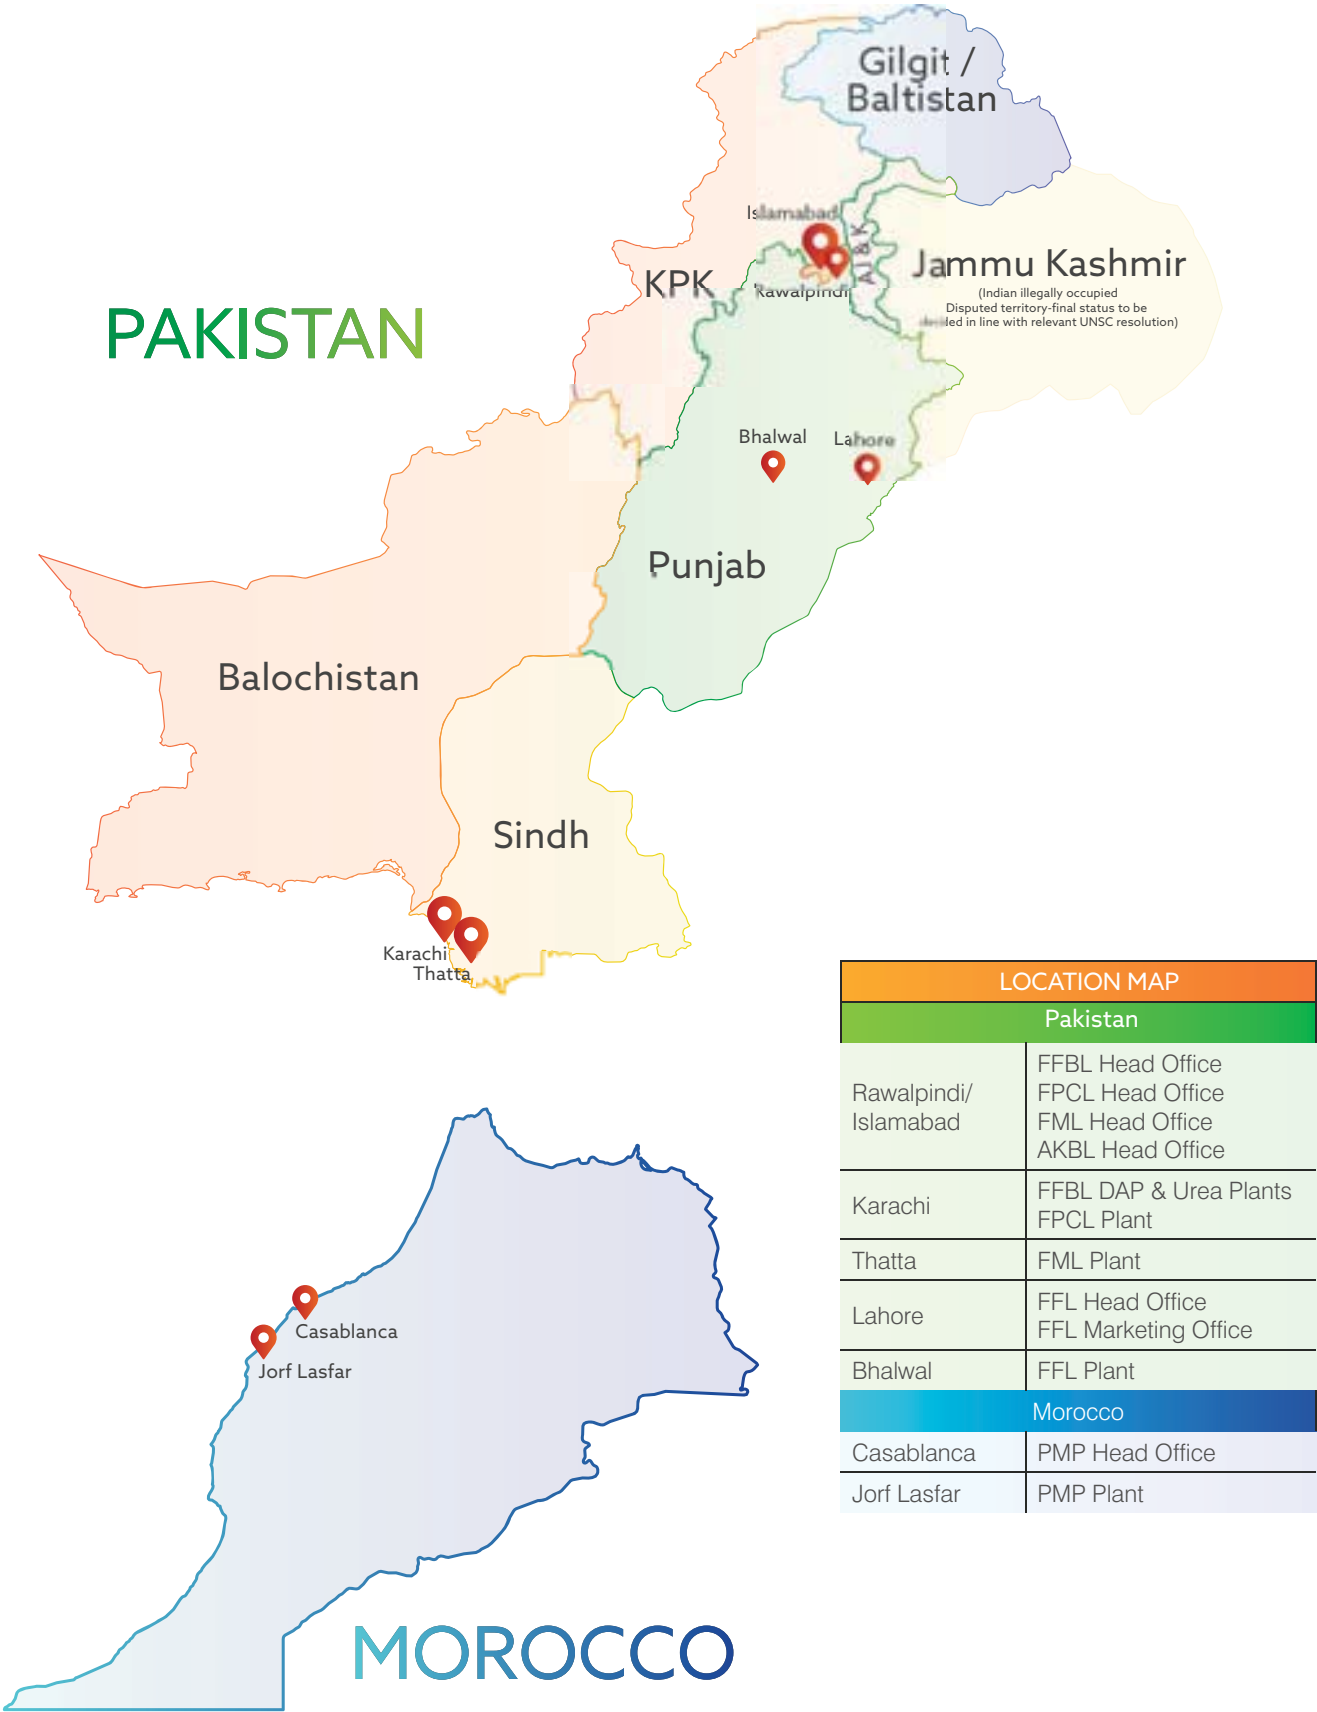 Gilgit /
Baltistan
Islamabad
AJ&K
KPK
Rawalpindi
Jammu Kashmir
(Indian illegally occupied
Disputed territory-final status to be
decided in line with relevant UNSC resolution)
PAKISTAN
Bhalwal
Lahore
Punjab
Balochistan
Sindh
Karachi
Thatta
LOCATION MAP
Pakistan
Rawalpindi/
Islamabad
FFBL Head Office
FPCL Head Office
FML Head Office
AKBL Head Office
Karachi
FFBL DAP & Urea Plants
FPCL Plant
Thatta
FML Plant
Lahore
FFL Head Office
FFL Marketing Office
Bhalwal
FFL Plant
Morocco
Casablanca
PMP Head Office
Jorf Lasfar
PMP Plant
Casablanca
Jorf Lasfar
MOROCCO